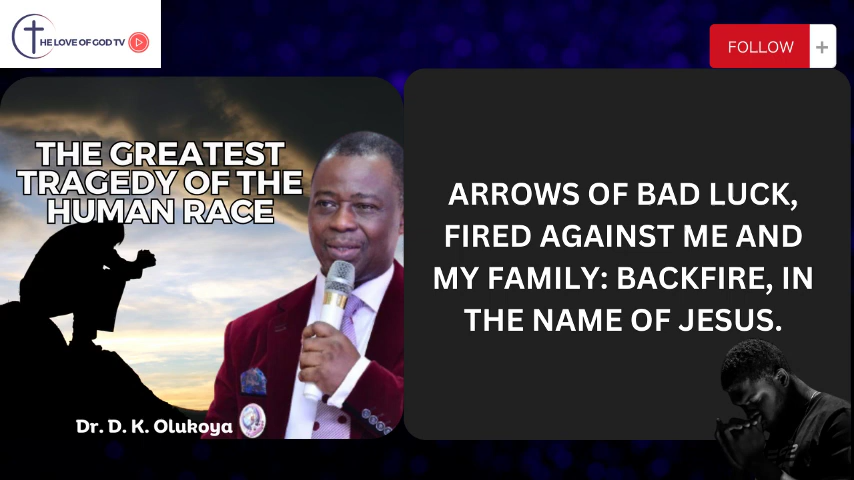 THE LOVE OF GOD TV
FOLLOW +
THE GREATEST
TRAGEDY OF THE
HUMAN RACE
Dr. D. K. Olukoya
ARROWS OF BAD LUCK,
FIRED AGAINST ME AND
MY FAMILY: BACKFIRE, IN
THE NAME OF JESUS.